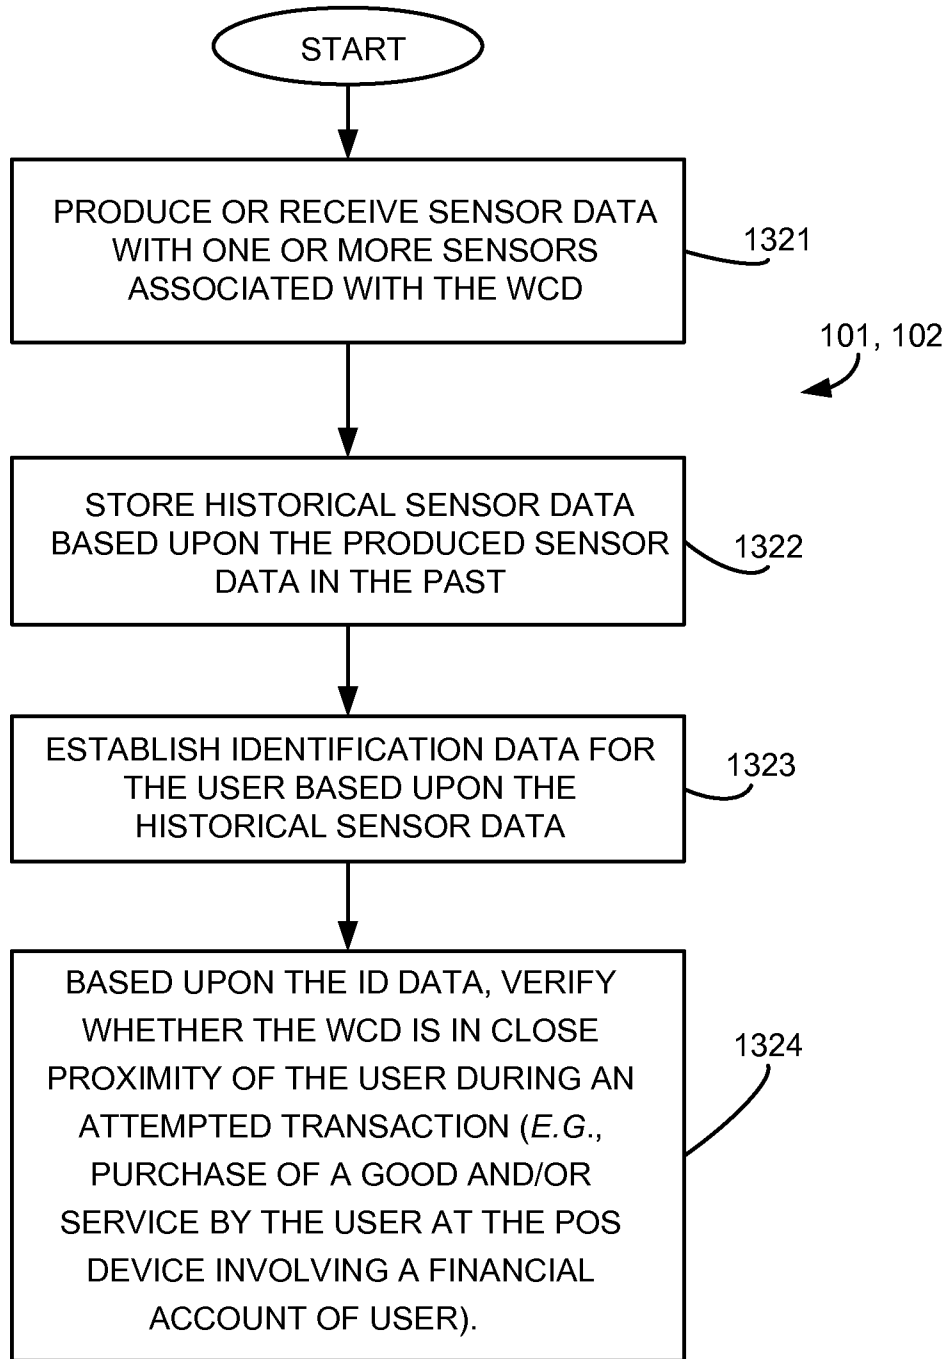 START
PRODUCE OR RECEIVE SENSOR DATA
WITH ONE OR MORE SENSORS
ASSOCIATED WITH THE WCD
1321
101, 102
STORE HISTORICAL SENSOR DATA
BASED UPON THE PRODUCED SENSOR
DATA IN THE PAST
1322
ESTABLISH IDENTIFICATION DATA FOR
THE USER BASED UPON THE
HISTORICAL SENSOR DATA
1323
BASED UPON THE ID DATA, VERIFY
WHETHER THE WCD IS IN CLOSE
PROXIMITY OF THE USER DURING AN
ATTEMPTED TRANSACTION (E.G.,
PURCHASE OF A GOOD AND/OR
SERVICE BY THE USER AT THE POS
DEVICE INVOLVING A FINANCIAL
ACCOUNT OF USER).
1324